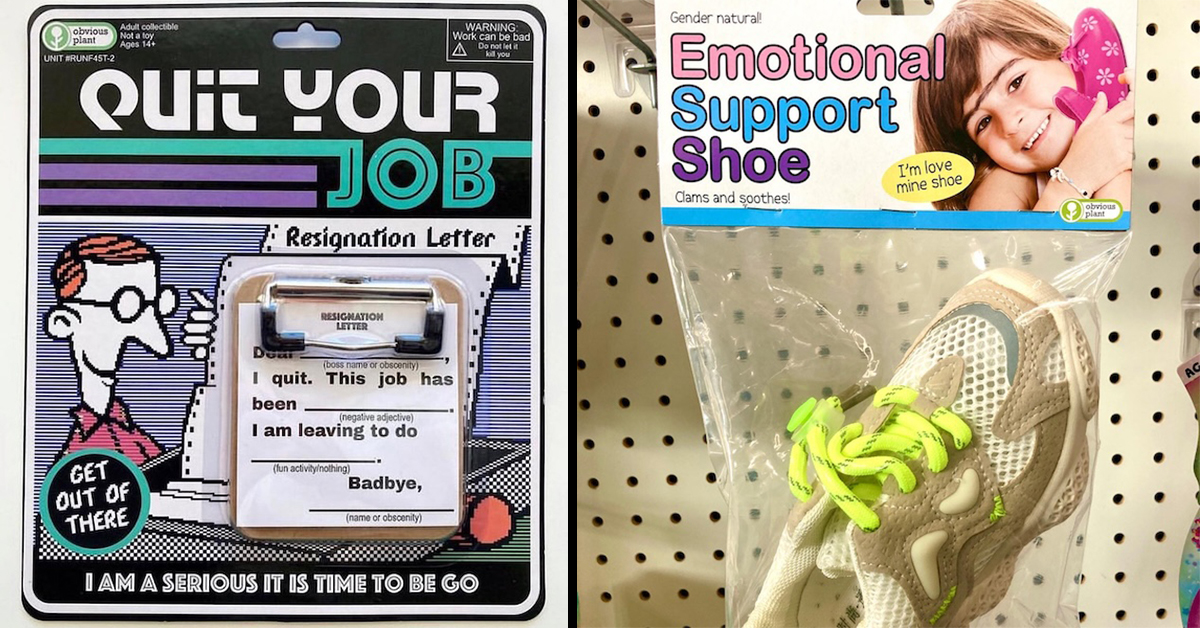 obvious
plant
Adult collectible
Not a toy
Ages 14+
UNIT #RUNF45T-2
WARNING:
Work can be bad
Do not let it
kill you
QUIT YOUR
JOB
Resignation Letter
RESIGNATION
LETTER
Dear ,
(boss name or obscenity)
I quit. This job has
been .
(negative adjective)
I am leaving to do
.
(fun activity/nothing)
Badbye,
(name or obscenity)
GET
OUT OF
THERE
I AM A SERIOUS IT IS TIME TO BE GO
Gender natural!
Emotional
Support
Shoe
Clams and soothes!
I'm love
mine shoe
obvious
plant